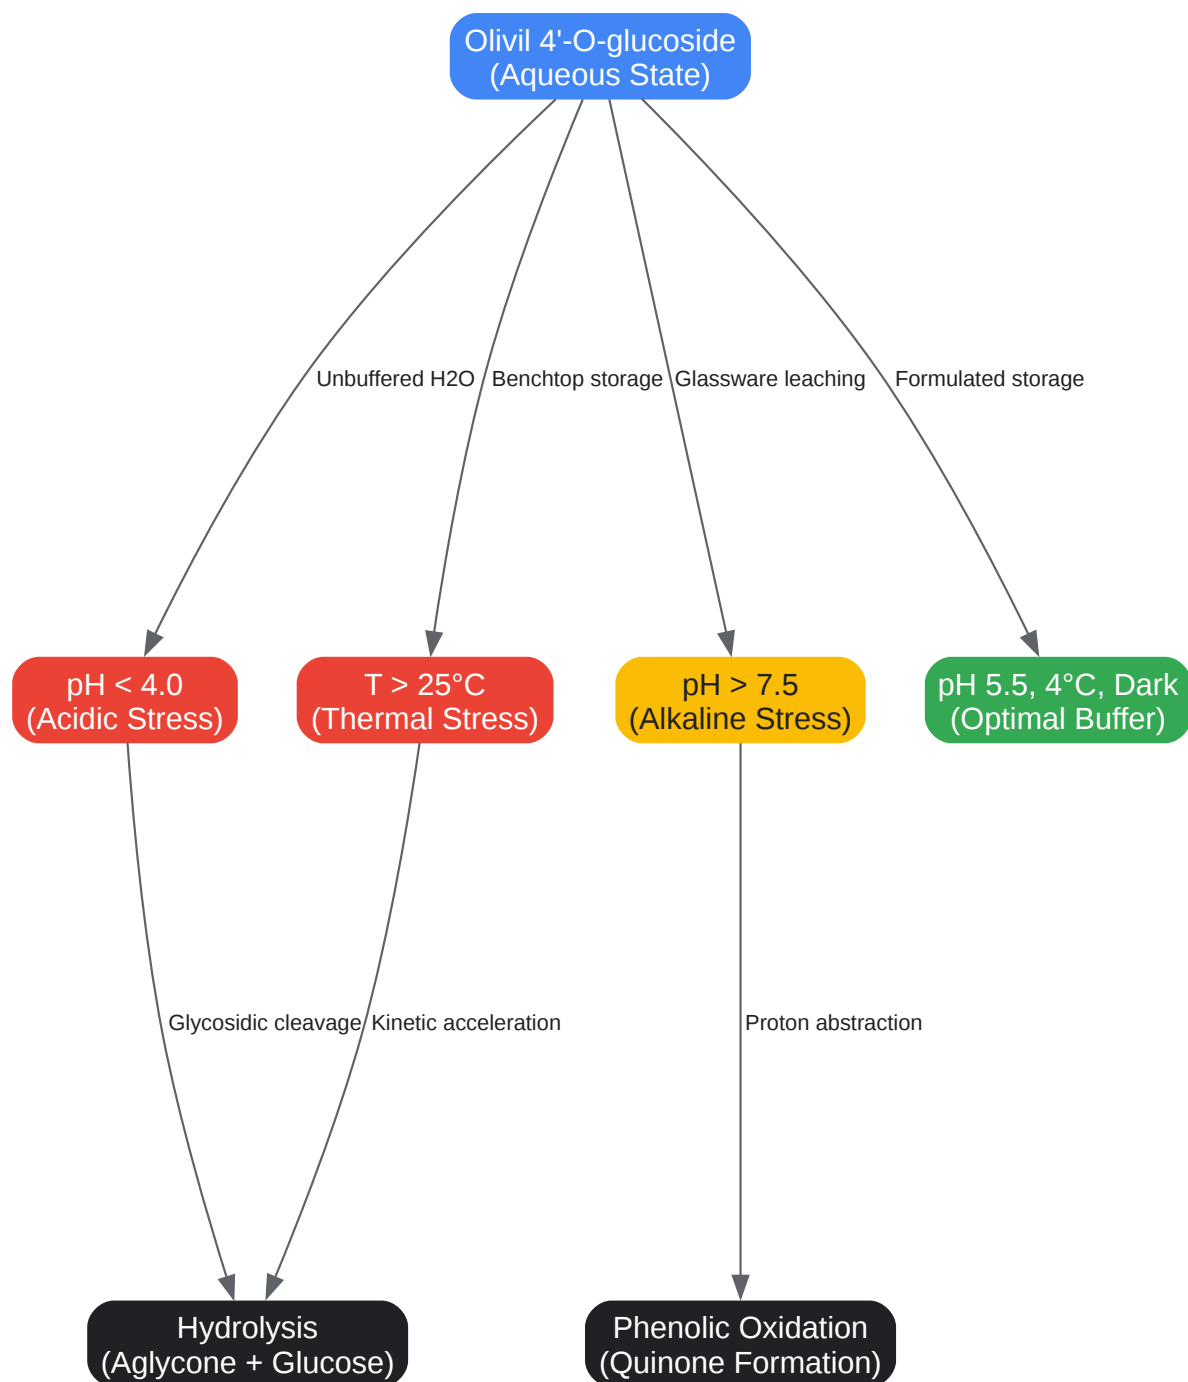 Olivil 4'-O-glucoside
(Aqueous State)
Unbuffered H2O
Benchtop storage
Glassware leaching
Formulated storage
pH < 4.0
(Acidic Stress)
T > 25°C
(Thermal Stress)
pH > 7.5
(Alkaline Stress)
pH 5.5, 4°C, Dark
(Optimal Buffer)
Glycosidic cleavage
Kinetic acceleration
Proton abstraction
Hydrolysis
(Aglycone + Glucose)
Phenolic Oxidation
(Quinone Formation)